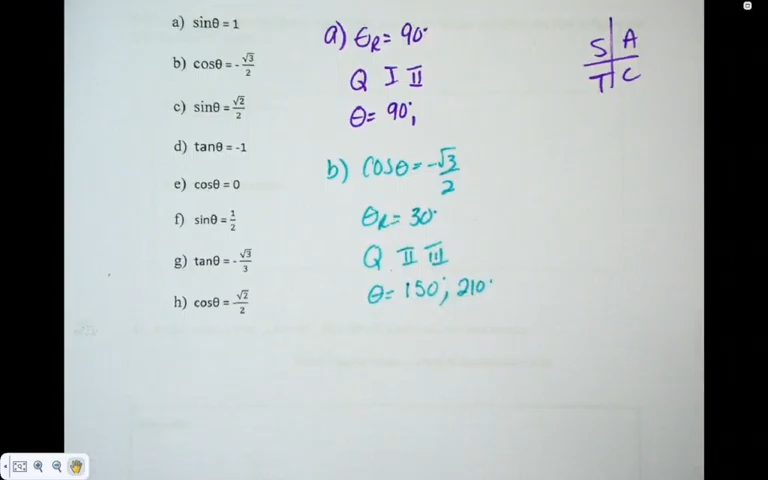 a) sinθ = 1
b) cosθ = -√3/2
c) sinθ = √2/2
d) tanθ = -1
e) cosθ = 0
f) sinθ = 1/2
g) tanθ = -√3/3
h) cosθ = -√2/2
a) θR = 90°
Q I II
θ = 90°,
b) cosθ = -√3/2
θR = 30°
Q II III
θ = 150°, 210°
S A
T C